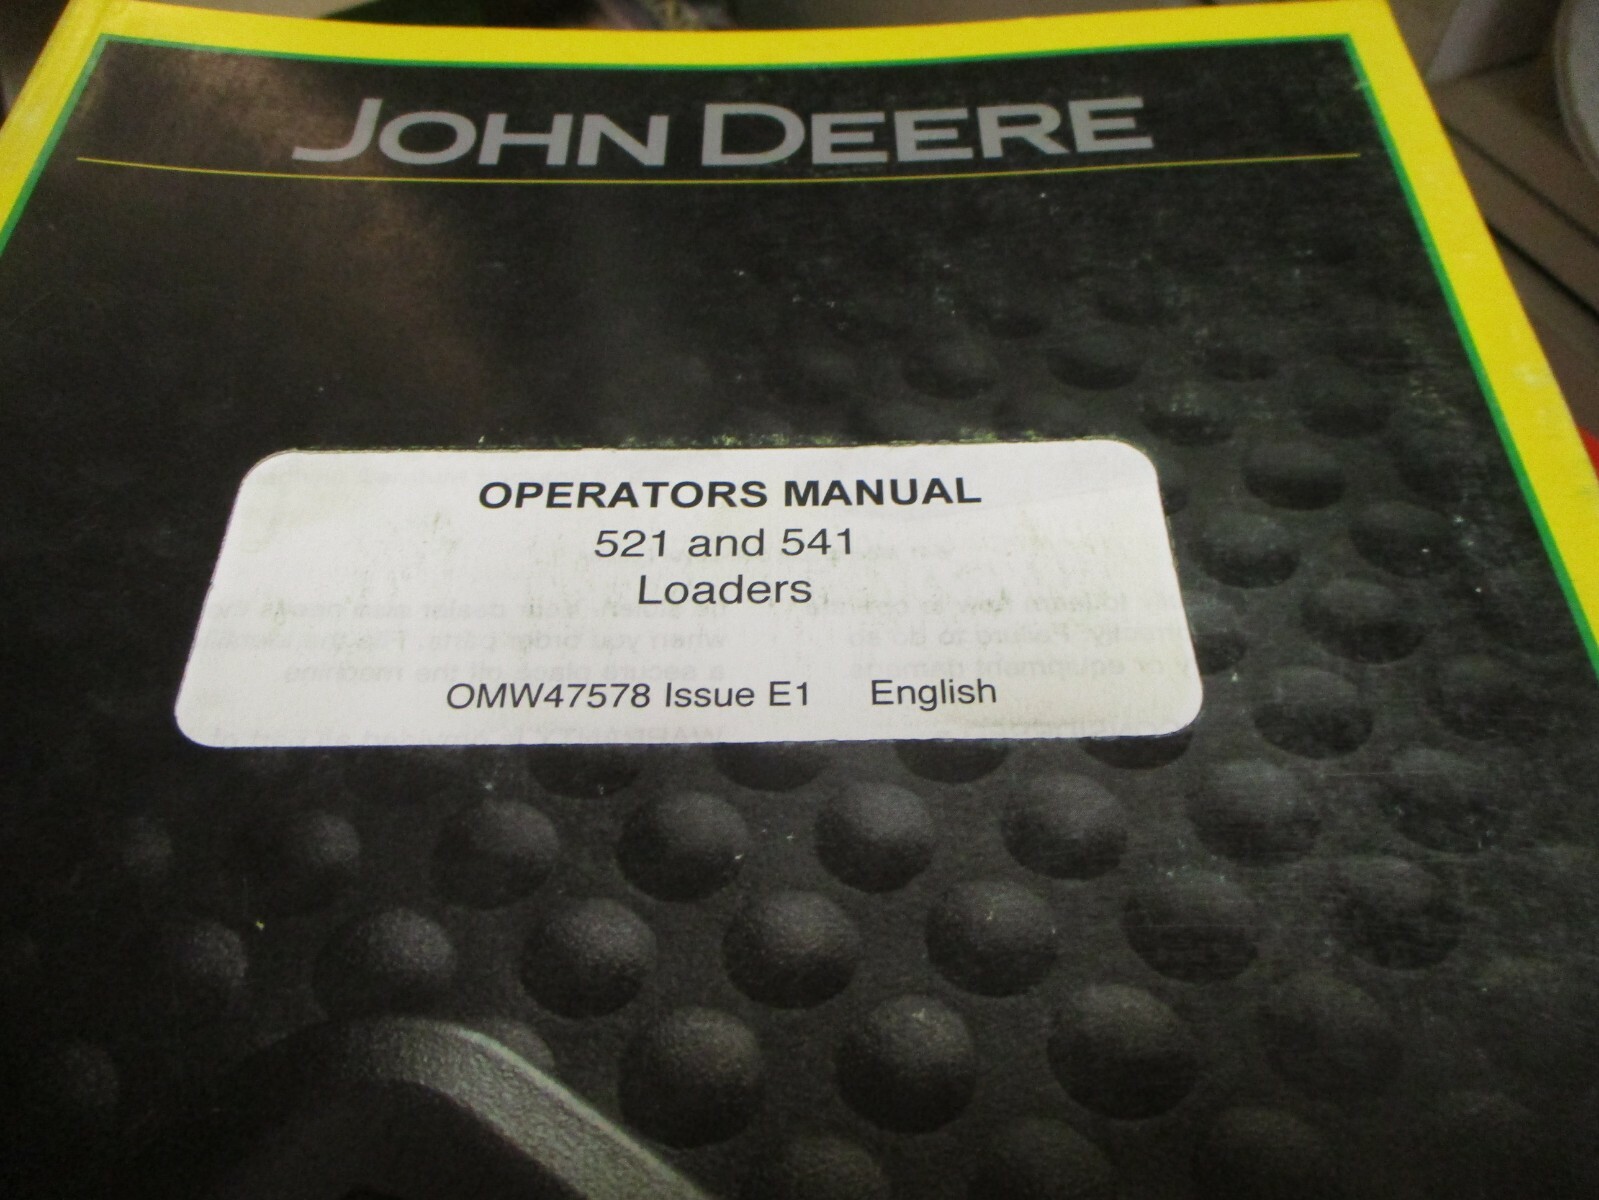 JOHN DEERE
OPERATORS MANUAL
521 and 541
Loaders
OMW47578 Issue E1 English